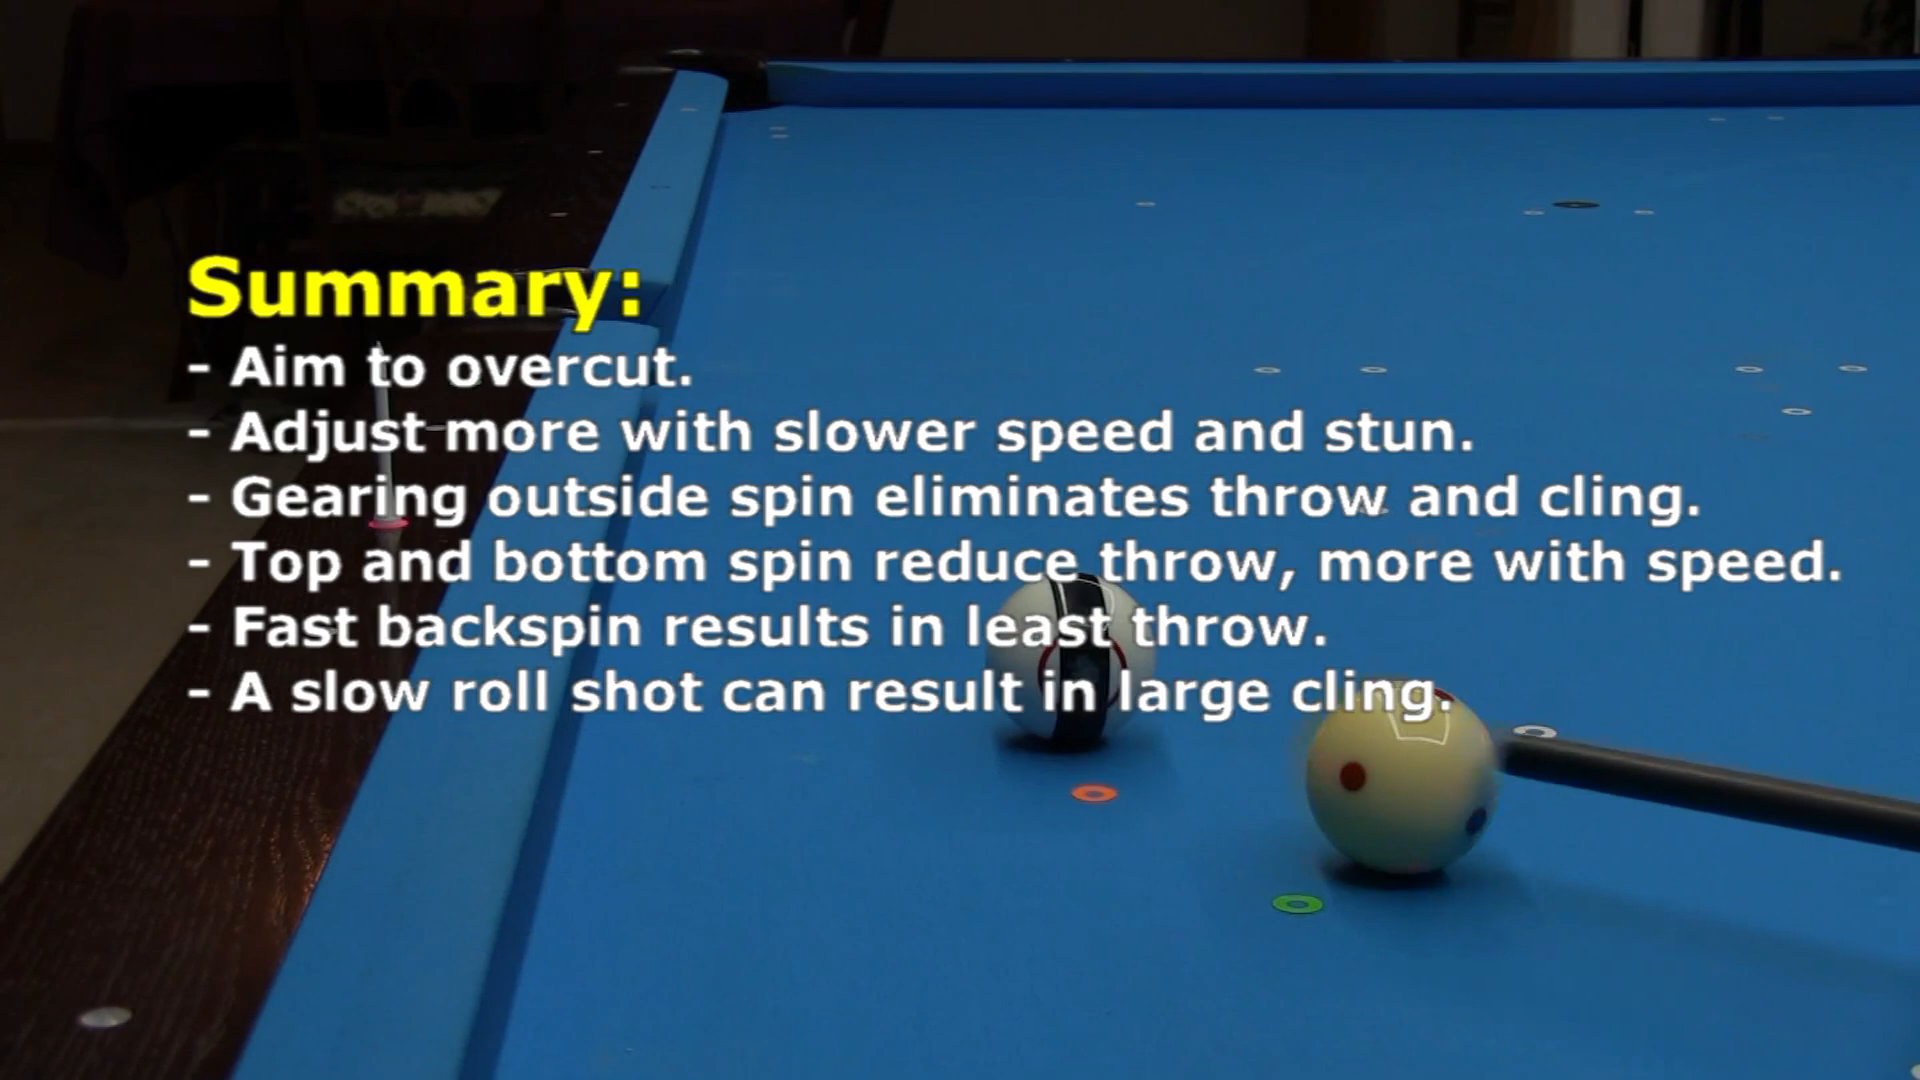 Summary:
- Aim to overcut.
- Adjust more with slower speed and stun.
- Gearing outside spin eliminates throw and cling.
- Top and bottom spin reduce throw, more with speed.
- Fast backspin results in least throw.
- A slow roll shot can result in large cling.